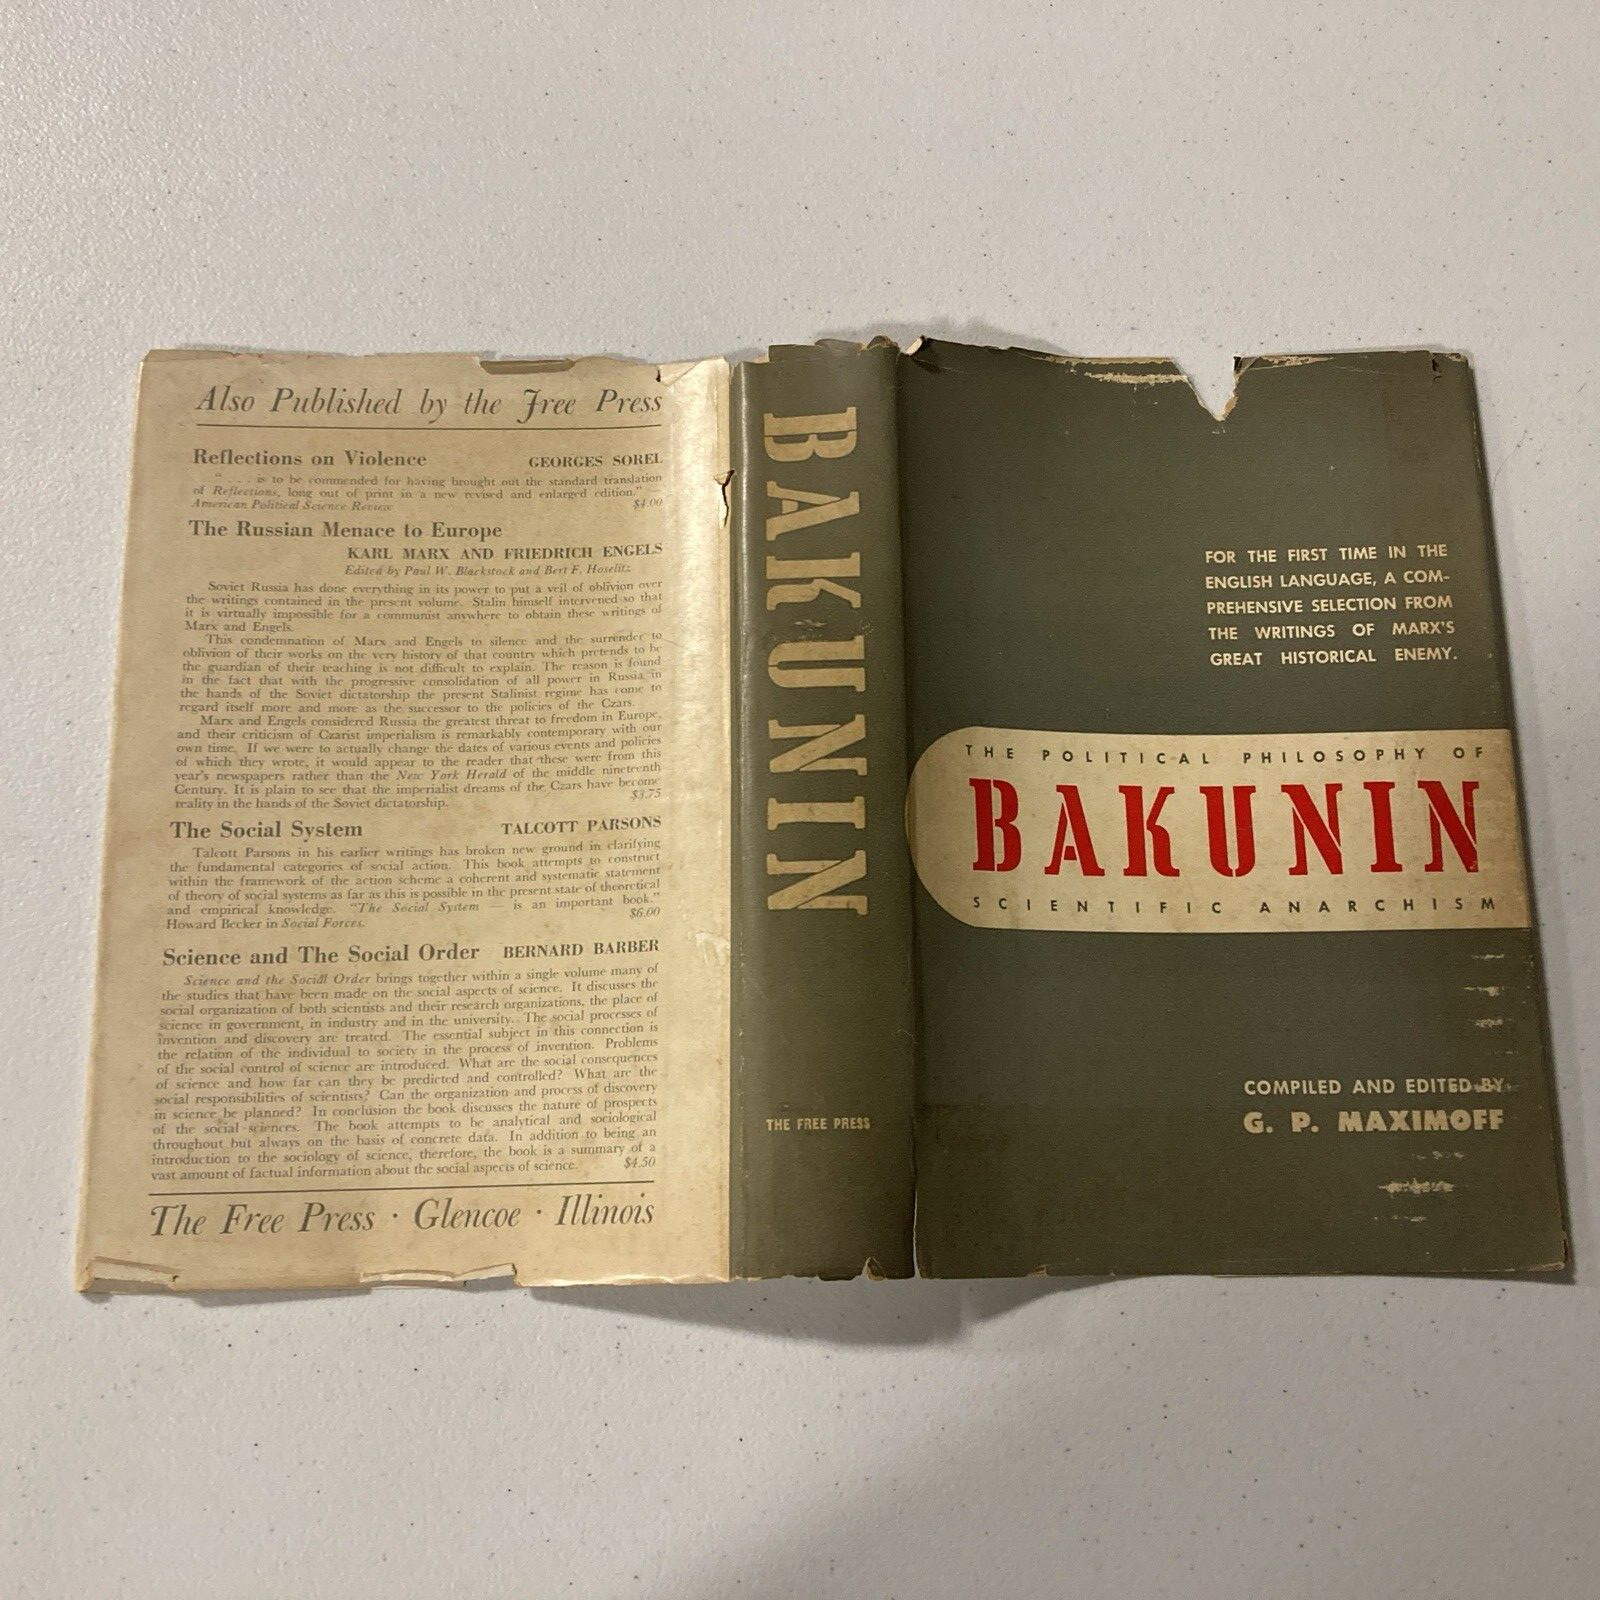 Also Published by the Free Press
Reflections on Violence GEORGES SOREL
". . . is to be commended for having brought out the standard translation
of Reflections, long out of print in a new revised and enlarged edition." —
American Political Science Review $4.00
The Russian Menace to Europe
KARL MARX AND FRIEDRICH ENGELS
Edited by Paul W. Blackstock and Bert F. Hoselitz
Soviet Russia has done everything in its power to put a veil of oblivion over
the writings contained in the present volume. Stalin himself intervened so that
it is virtually impossible for a communist anywhere to obtain these writings of
Marx and Engels.
This condemnation of Marx and Engels to silence and the surrender to
oblivion of their works on the very history of that country which pretends to be
the guardian of their teaching is not difficult to explain. The reason is found
in the fact that with the progressive consolidation of all power in Russia in
the hands of the Soviet dictatorship the present Stalinist regime has come to
regard itself more and more as the successor to the policies of the Czars.
Marx and Engels considered Russia the greatest threat to freedom in Europe,
and their criticism of Czarist imperialism is remarkably contemporary with our
own time. If we were to actually change the dates of various events and policies
of which they wrote, it would appear to the reader that these were from this
year's newspapers rather than the New York Herald of the middle nineteenth
Century. It is plain to see that the imperialist dreams of the Czars have become
reality in the hands of the Soviet dictatorship. $3.75
The Social System TALCOTT PARSONS
Talcott Parsons in his earlier writings has broken new ground in clarifying
the fundamental categories of social action. This book attempts to construct
within the framework of the action scheme a coherent and systematic statement
of theory of social systems as far as this is possible in the present state of theoretical
and empirical knowledge. "The Social System — is an important book."
Howard Becker in Social Forces. $6.00
Science and The Social Order BERNARD BARBER
Science and the Social Order brings together within a single volume many of
the studies that have been made on the social aspects of science. It discusses the
social organization of both scientists and their research organizations, the place of
science in government, in industry and in the university. The social processes of
invention and discovery are treated. The essential subject in this connection is
the relation of the individual to society in the process of invention. Problems
of the social control of science are introduced. What are the social consequences
of science and how far can they be predicted and controlled? What are the
social responsibilities of scientists? Can the organization and process of discovery
in science be planned? In conclusion the book discusses the nature of prospects
of the social sciences. The book attempts to be analytical and sociological
throughout but always on the basis of concrete data. In addition to being an
introduction to the sociology of science, therefore, the book is a summary of a
vast amount of factual information about the social aspects of science. $4.50
The Free Press · Glencoe · Illinois
BAKUNIN
THE FREE PRESS
FOR THE FIRST TIME IN THE
ENGLISH LANGUAGE, A COM-
PREHENSIVE SELECTION FROM
THE WRITINGS OF MARX'S
GREAT HISTORICAL ENEMY.
THE POLITICAL PHILOSOPHY OF
BAKUNIN
SCIENTIFIC ANARCHISM
COMPILED AND EDITED BY
G. P. MAXIMOFF